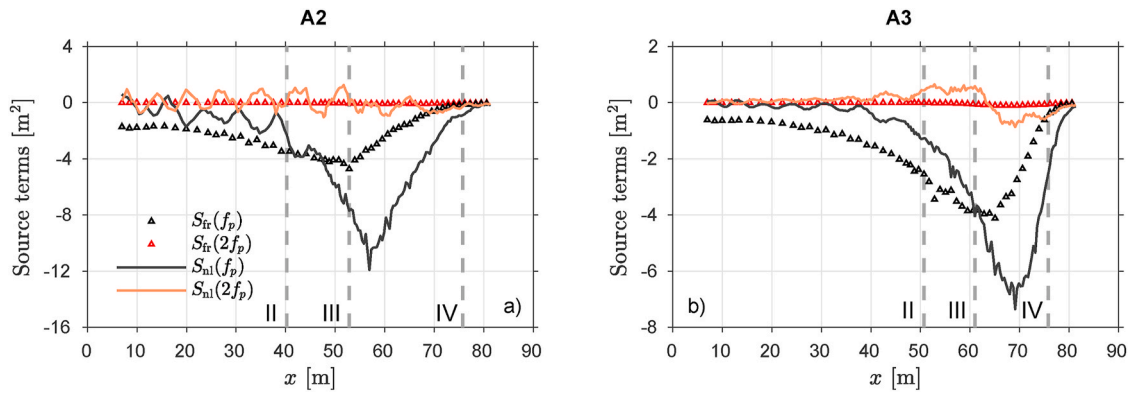 A2
A3
4
0
-4
-8
-12
-16
Source terms [m²]
S_fr(f_p)
S_fr(2f_p)
S_nl(f_p)
S_nl(2f_p)
II
III
IV
a)
0 10 20 30 40 50 60 70 80 90
x [m]
2
0
-2
-4
-6
-8
Source terms [m²]
b)
II
III
IV
0 10 20 30 40 50 60 70 80 90
x [m]